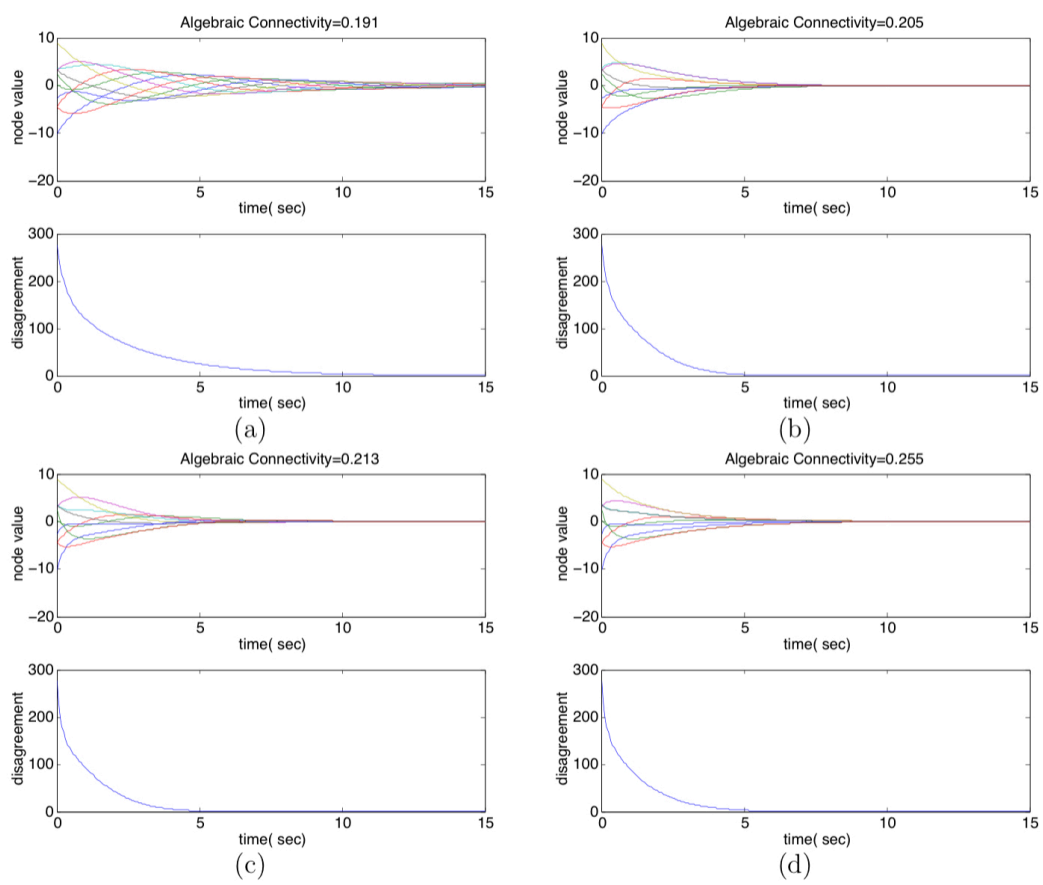 Algebraic Connectivity=0.191
10
0
−10
−20
node value
0 5 10 15
time( sec)
300
200
100
0
disagreement
0 5 10 15
time( sec)
(a)
Algebraic Connectivity=0.205
10
0
−10
−20
node value
0 5 10 15
time( sec)
300
200
100
0
disagreement
0 5 10 15
time( sec)
(b)
Algebraic Connectivity=0.213
10
0
−10
−20
node value
0 5 10 15
time( sec)
300
200
100
0
disagreement
0 5 10 15
time( sec)
(c)
Algebraic Connectivity=0.255
10
0
−10
−20
node value
0 5 10 15
time( sec)
300
200
100
0
disagreement
0 5 10 15
time( sec)
(d)